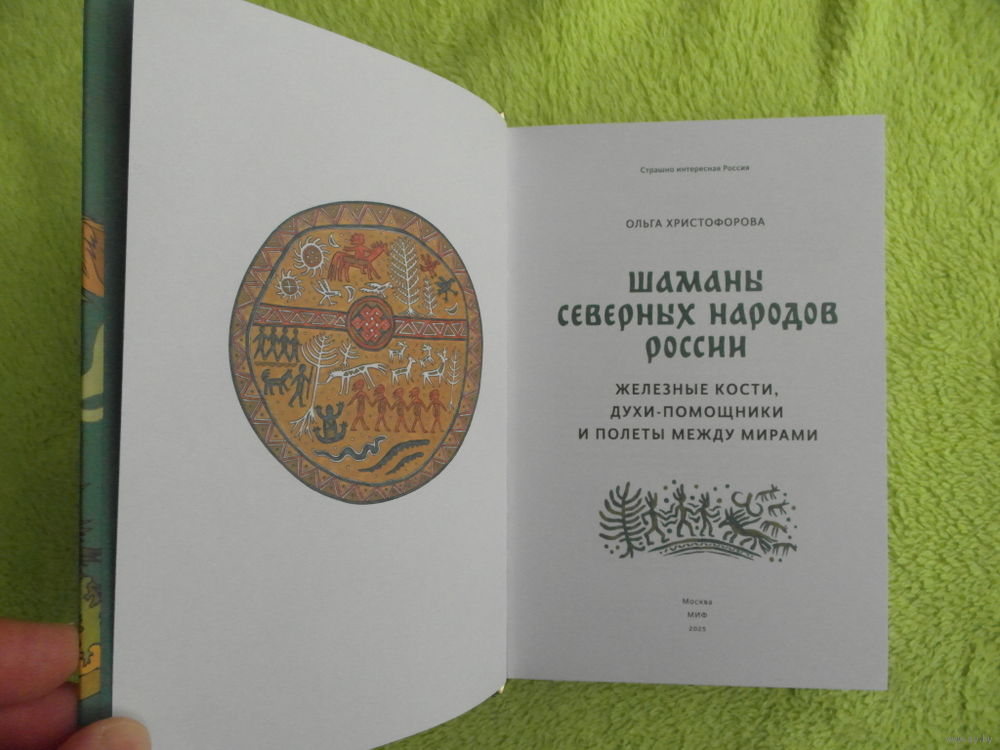 Страшно интересная Россия
ОЛЬГА ХРИСТОФОРОВА
ШАМАНЫ
СЕВЕРНЫХ НАРОДОВ
РОССИИ
ЖЕЛЕЗНЫЕ КОСТИ,
ДУХИ-ПОМОЩНИКИ
И ПОЛЕТЫ МЕЖДУ МИРАМИ
Москва
МИФ
2025